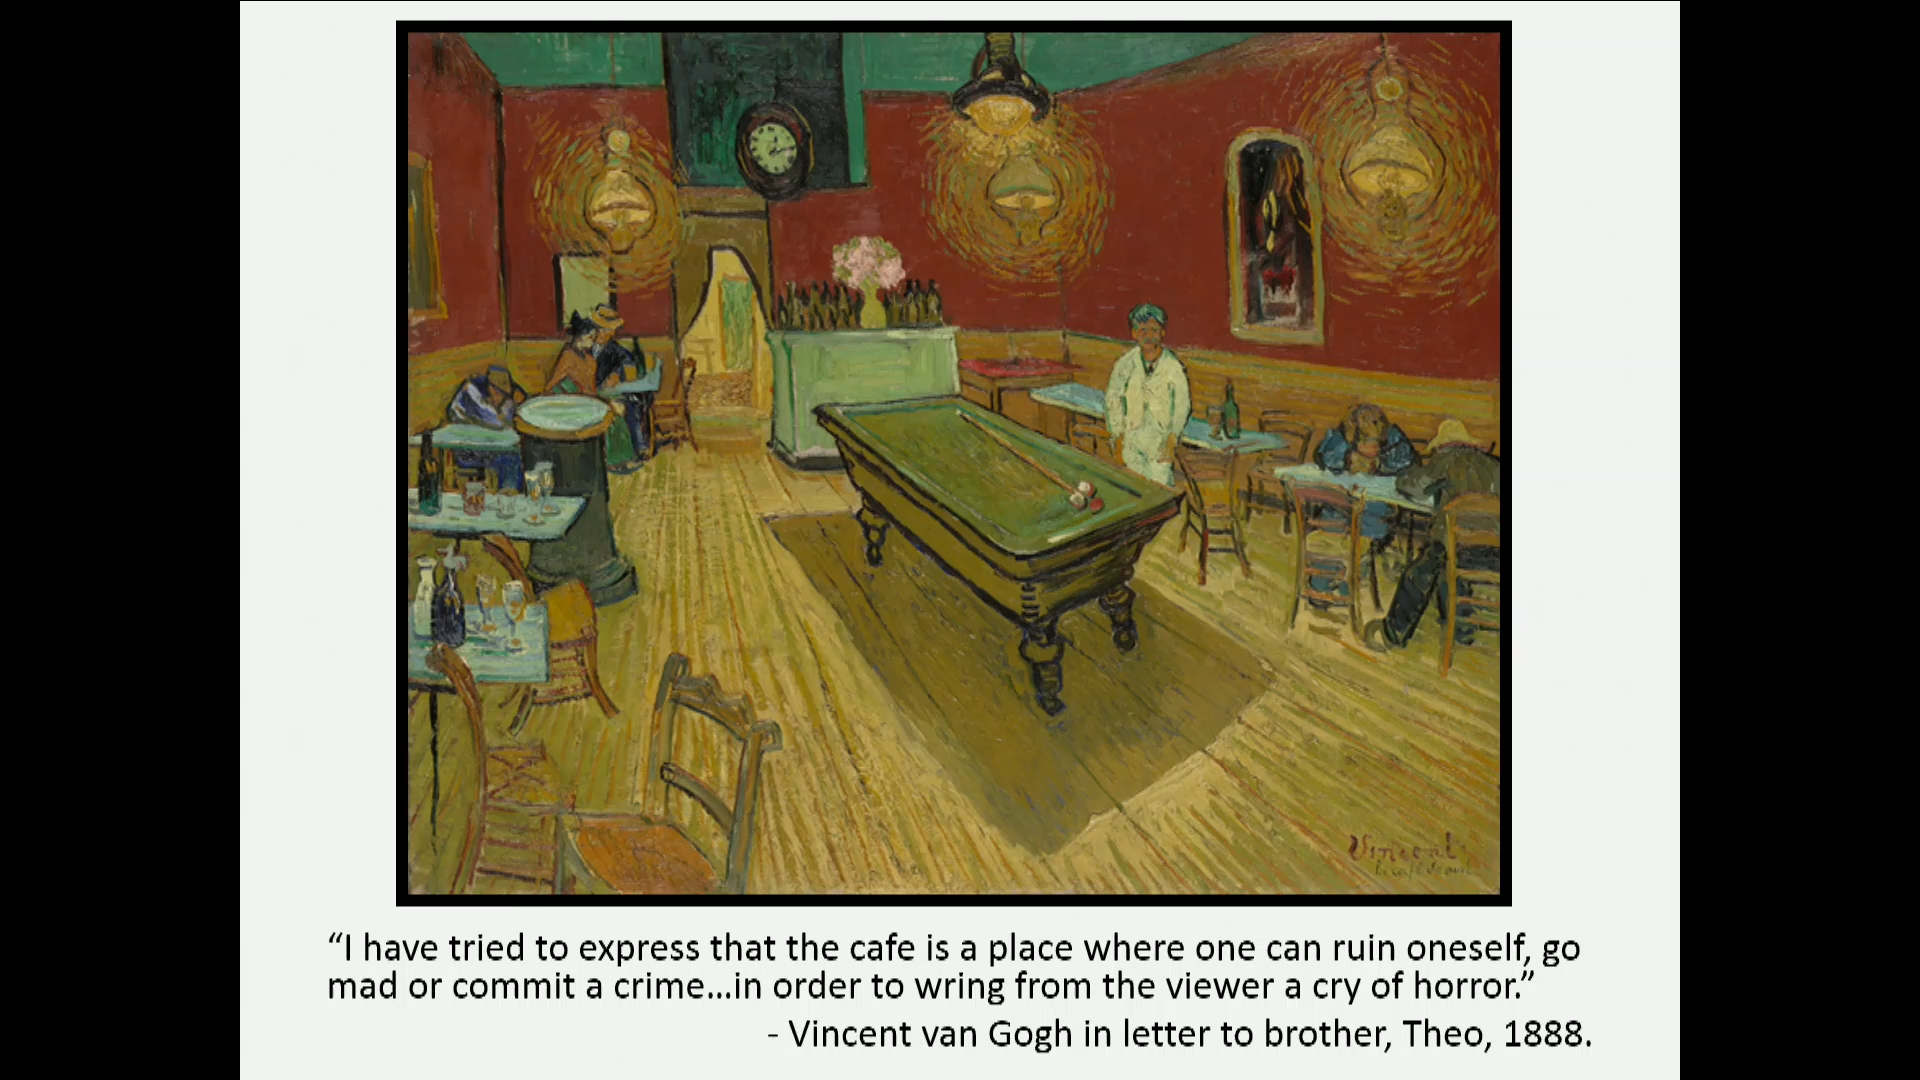 Vincent
“I have tried to express that the cafe is a place where one can ruin oneself, go
mad or commit a crime...in order to wring from the viewer a cry of horror.”
- Vincent van Gogh in letter to brother, Theo, 1888.